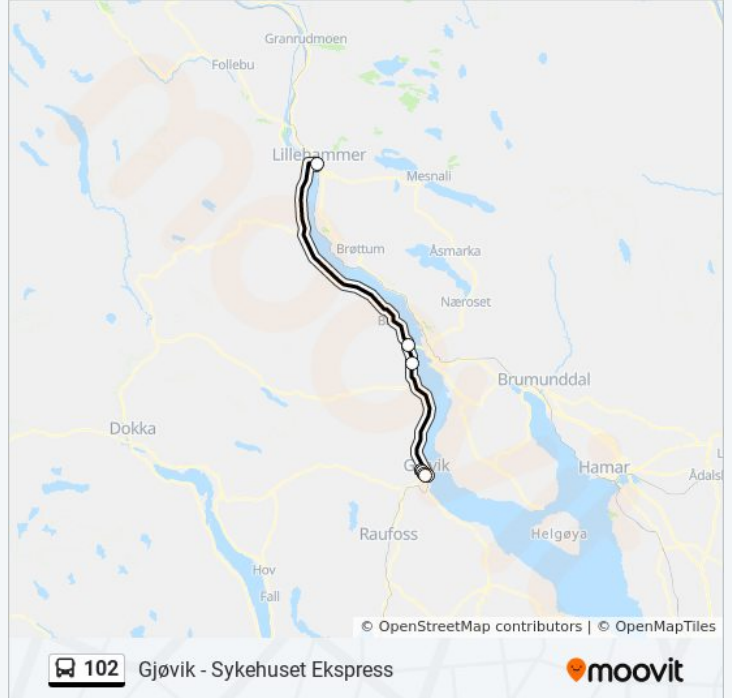 Granrudmoen
Follebu
Lillehammer
Mesnali
Brøttum
Åsmarka
Næroset
Brumunddal
Dokka
Gjøvik
Hamar
Raufoss
Helgøya
Hov
Fall
© OpenStreetMap contributors | © OpenMapTiles
102 Gjøvik - Sykehuset Ekspress
moovit